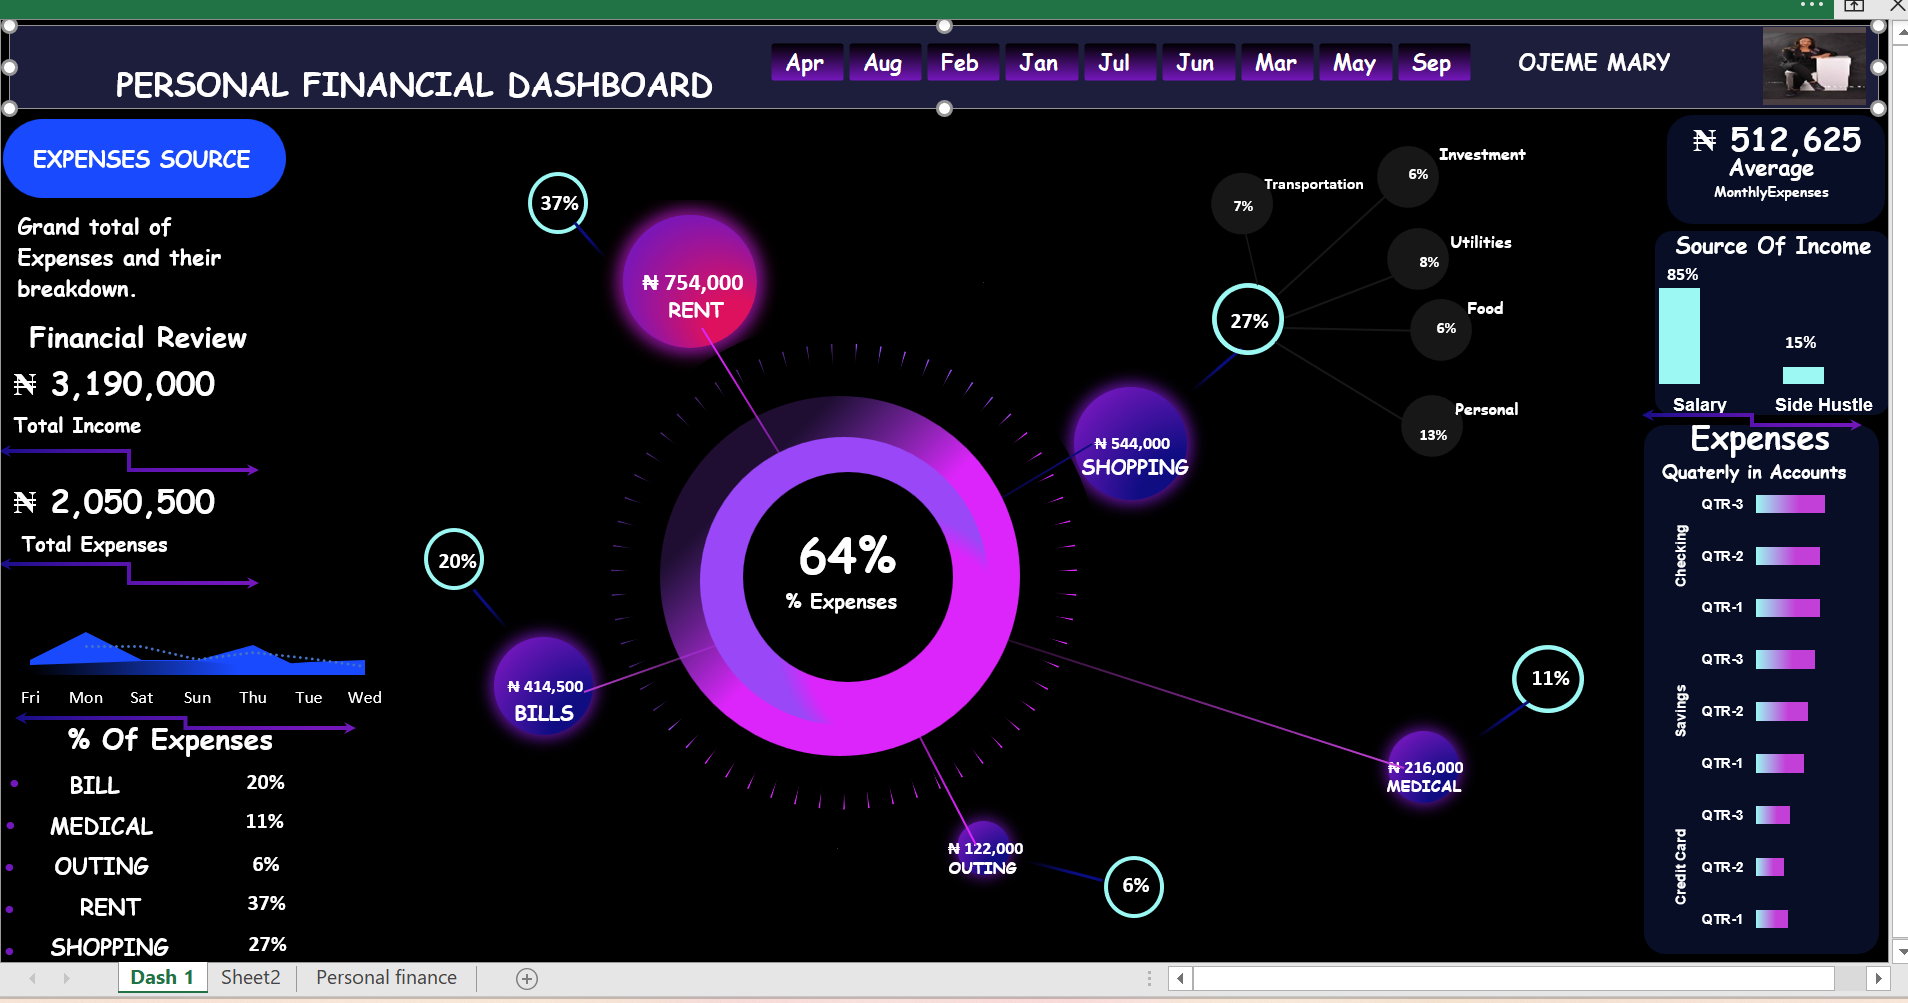 PERSONAL FINANCIAL DASHBOARD
Apr Aug Feb Jan Jul Jun Mar May Sep
OJEME MARY
EXPENSES SOURCE
Grand total of
Expenses and their
breakdown.
Financial Review
₦ 3,190,000
Total Income
₦ 2,050,500
Total Expenses
Fri Mon Sat Sun Thu Tue Wed
% Of Expenses
BILL 20%
MEDICAL 11%
OUTING 6%
RENT 37%
SHOPPING 27%
37%
₦ 754,000
RENT
20%
₦ 414,500
BILLS
64%
% Expenses
₦ 544,000
SHOPPING
27%
Transportation
7%
Investment
6%
Utilities
8%
Food
6%
Personal
13%
11%
₦ 216,000
MEDICAL
₦ 122,000
OUTING
6%
₦ 512,625
Average
MonthlyExpenses
Source Of Income
85%
15%
Salary Side Hustle
Expenses
Quaterly in Accounts
Checking
QTR-3
QTR-2
QTR-1
Savings
QTR-3
QTR-2
QTR-1
Credit Card
QTR-3
QTR-2
QTR-1
Dash 1 Sheet2 Personal finance